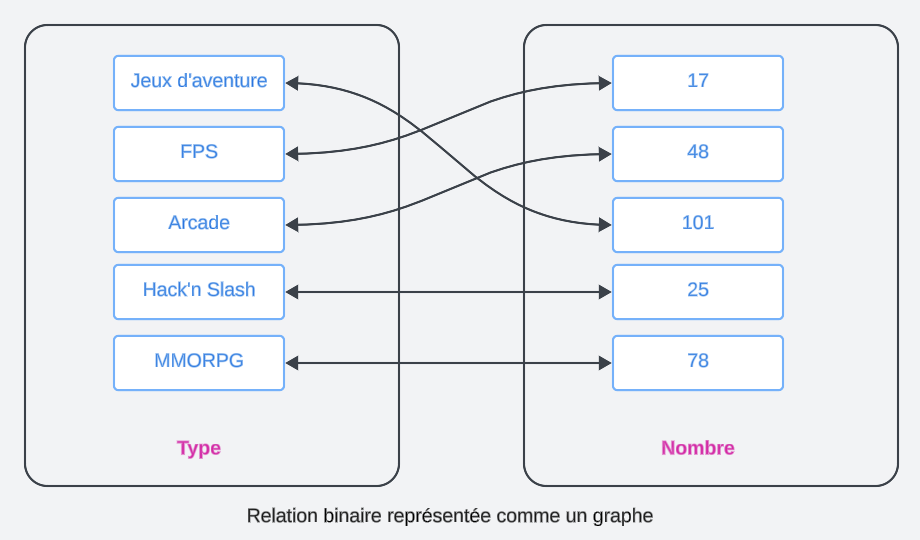 Jeux d'aventure
FPS
Arcade
Hack'n Slash
MMORPG
Type
17
48
101
25
78
Nombre
Relation binaire représentée comme un graphe